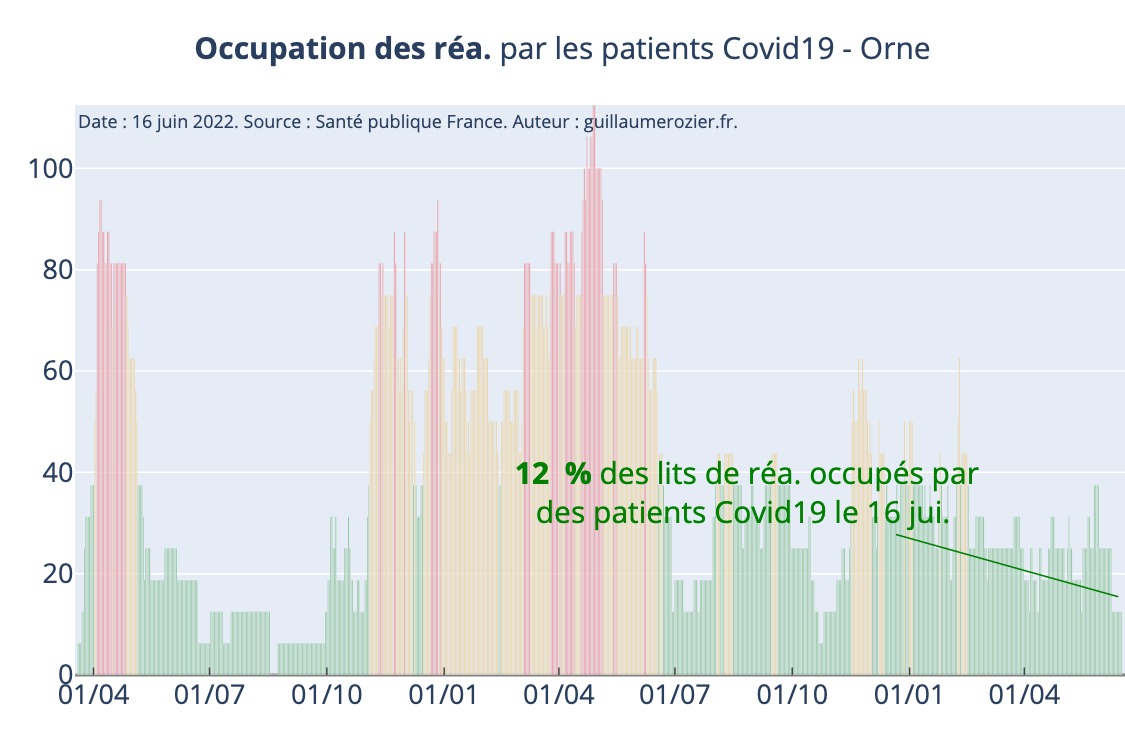 Occupation des réa. par les patients Covid19 - Orne
Date : 16 juin 2022. Source : Santé publique France. Auteur : guillaumerozier.fr.
100
80
60
40
20
0
12 % des lits de réa. occupés par
des patients Covid19 le 16 jui.
01/04 01/07 01/10 01/01 01/04 01/07 01/10 01/01 01/04